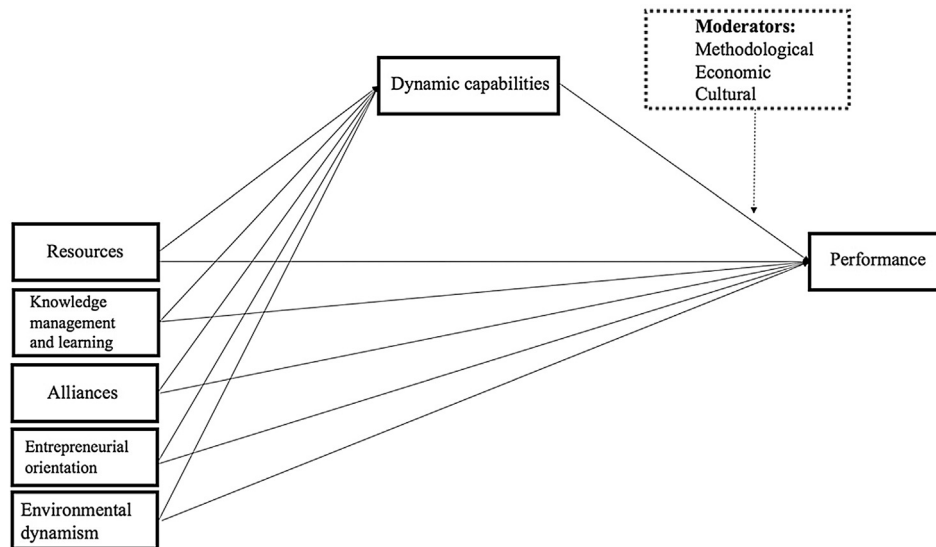 Moderators:
Methodological
Economic
Cultural
Dynamic capabilities
Resources
Performance
Knowledge
management
and learning
Alliances
Entrepreneurial
orientation
Environmental
dynamism